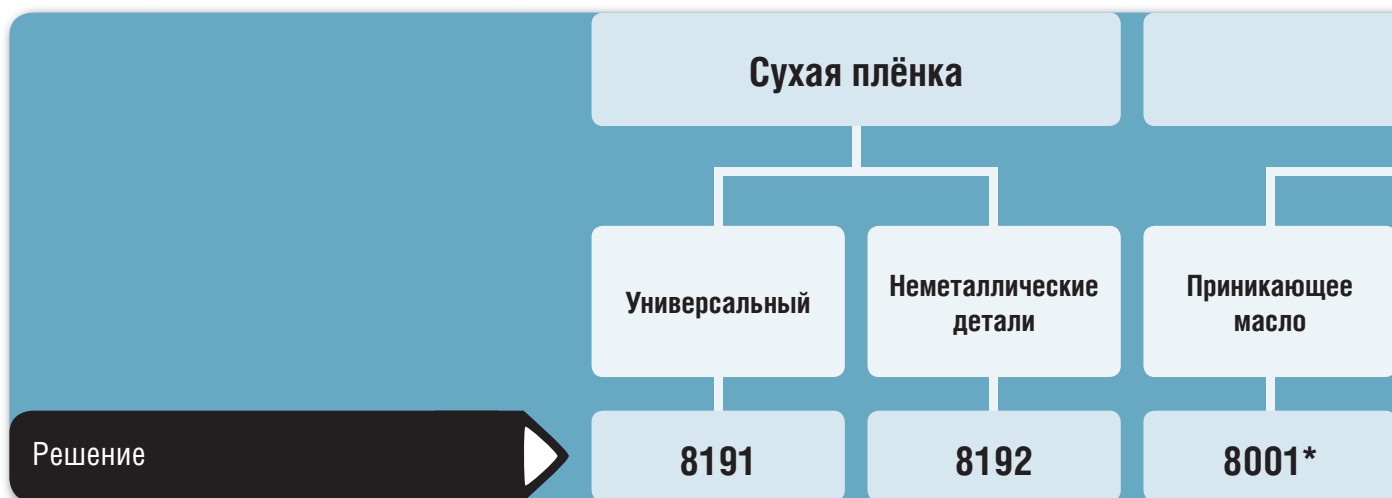 Сухая плёнка
Универсальный
Неметаллические
детали
Приникающее
масло
Решение
8191
8192
8001*